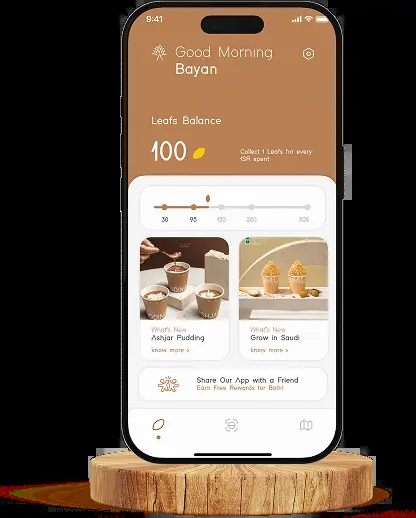 9:41
Good Morning
Bayan
Leafs Balance
100
Collect 1 Leafs for every
1SR spent
30 95 150 200 500
What's New
Ashjar Pudding
know more >
What's New
Grow in Saudi
know more >
Share Our App with a Friend
Earn Free Rewards for Both!